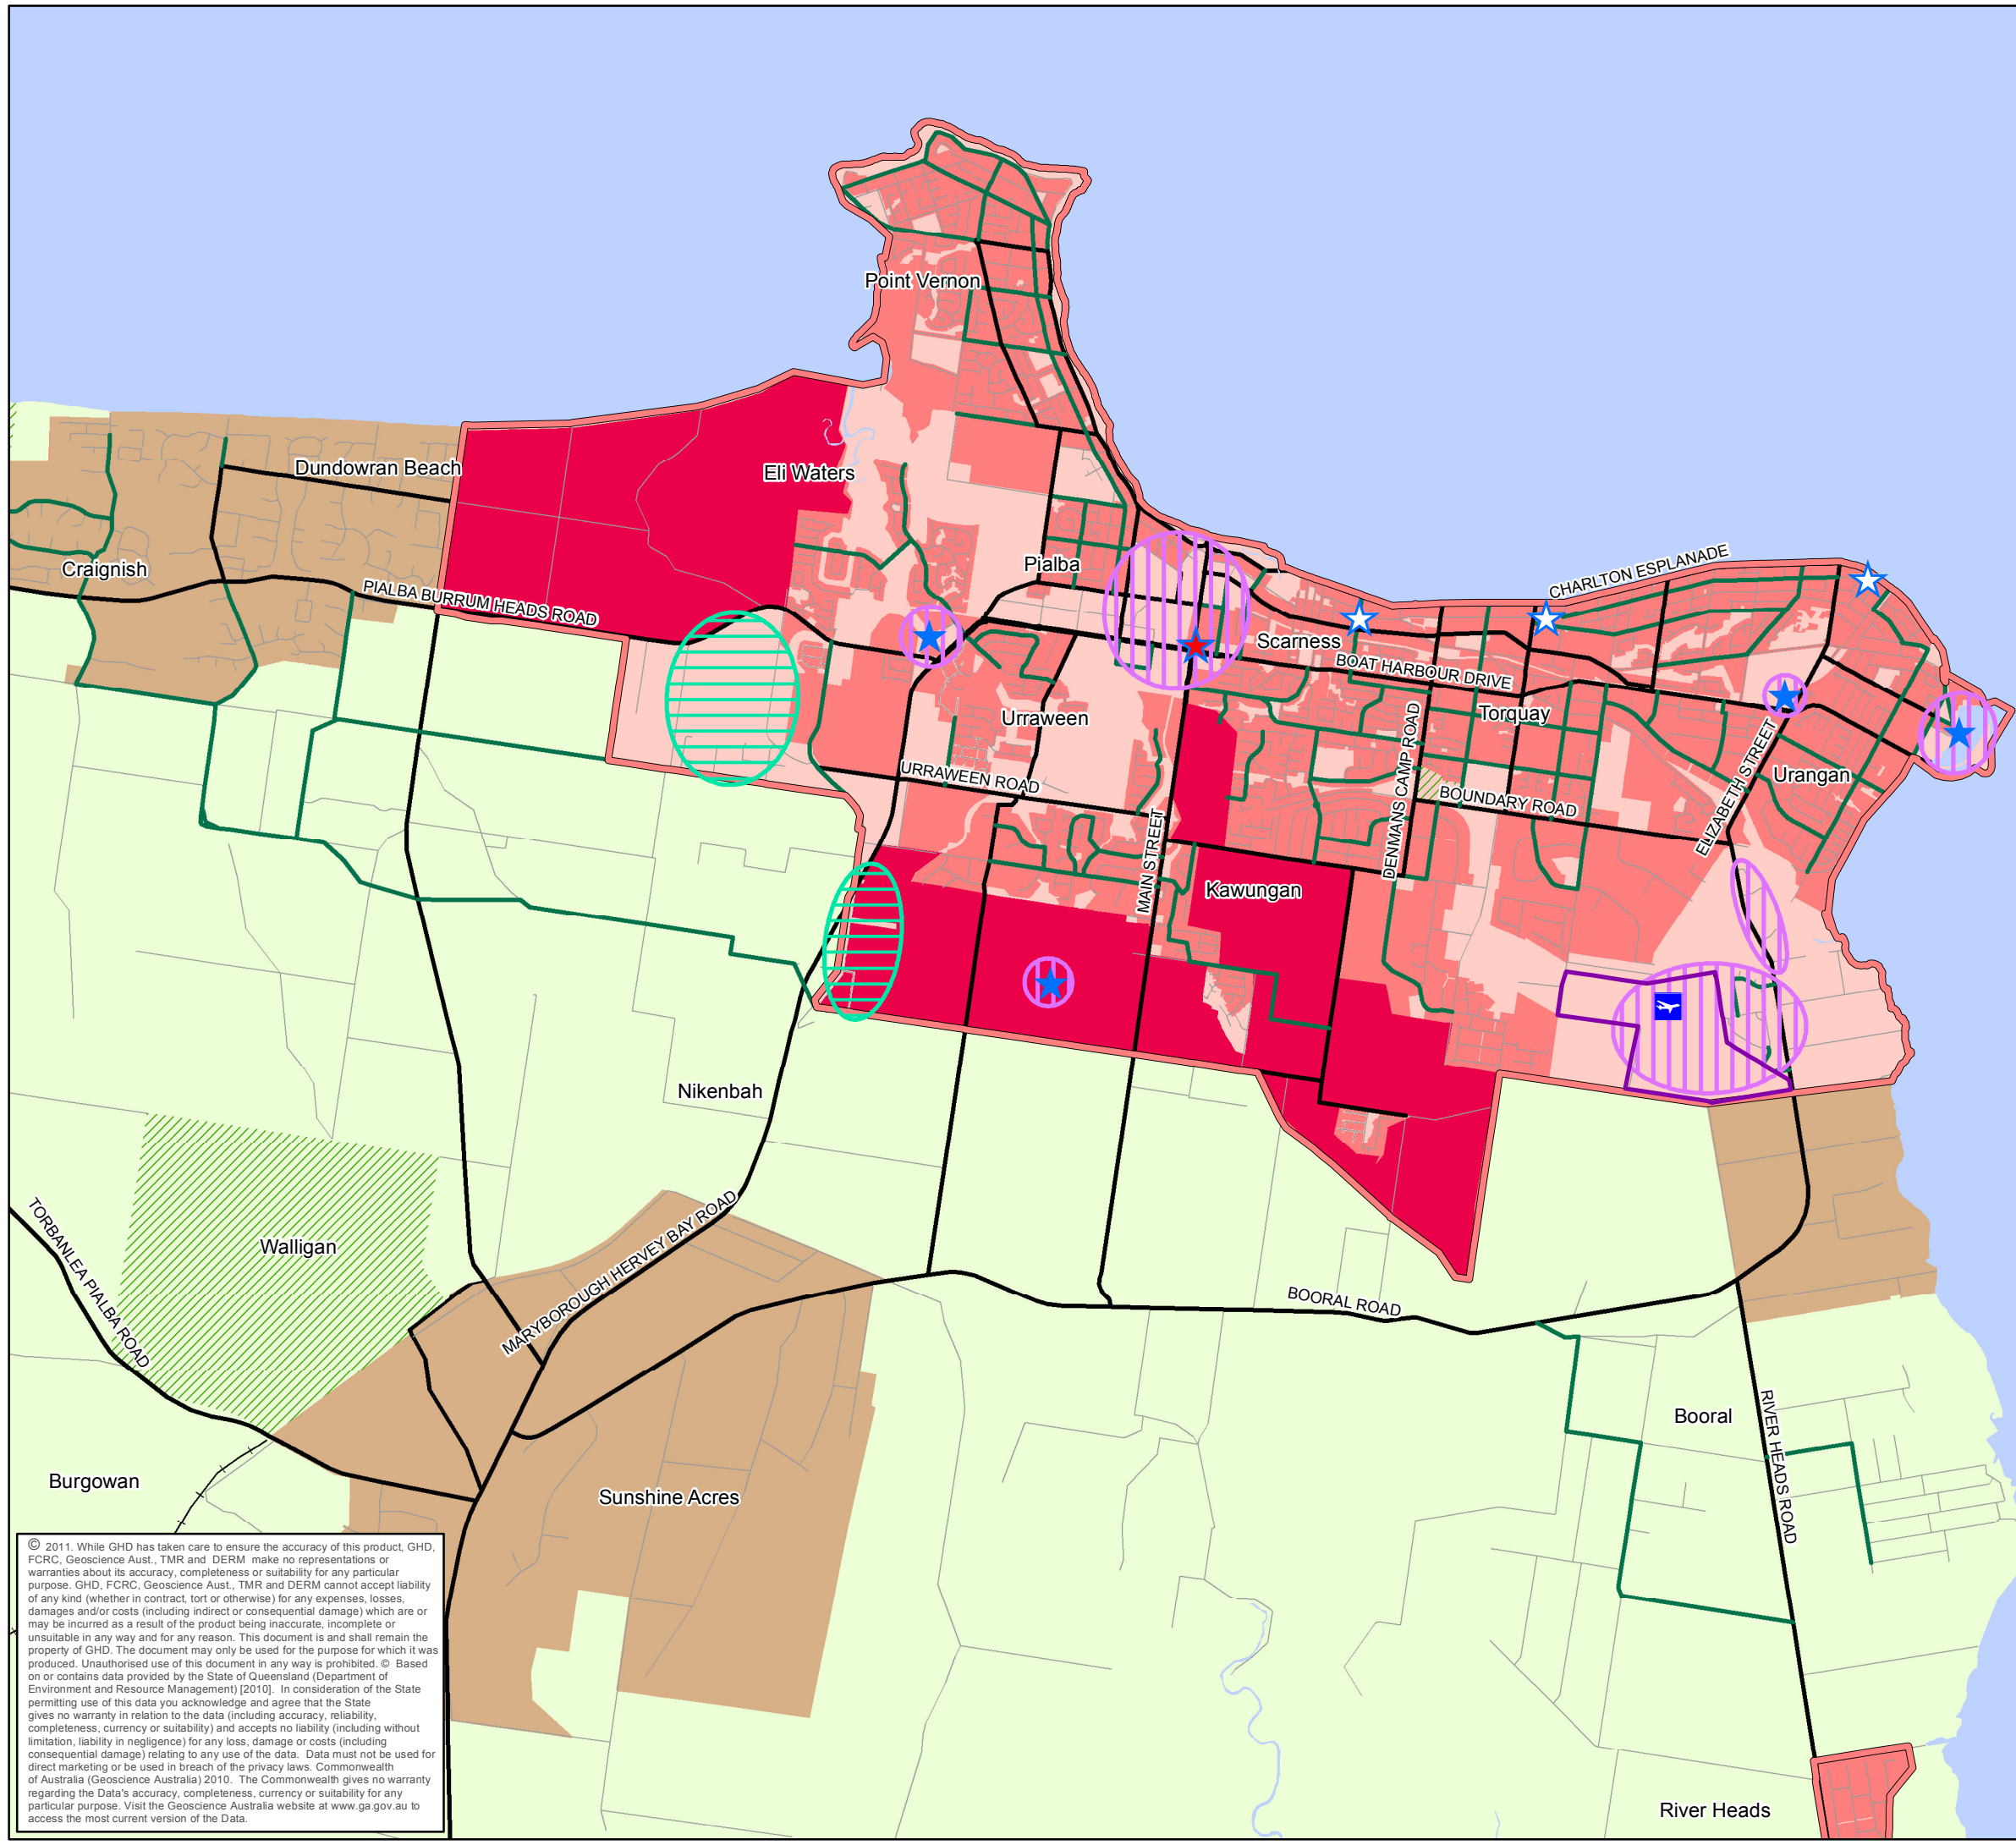 Point Vernon
Dundowran Beach
Eli Waters
Craignish
PIALBA BURRUM HEADS ROAD
Pialba
CHARLTON ESPLANADE
Scarness
BOAT HARBOUR DRIVE
Urraween
Torquay
URRAWEEN ROAD
DENMANS CAMP ROAD
BOUNDARY ROAD
ELIZABETH STREET
Urangan
MAIN STREET
Kawungan
Nikenbah
Walligan
TORBANLEA PIALBA ROAD
MARYBOROUGH HERVEY BAY ROAD
BOORAL ROAD
Booral
RIVER HEADS ROAD
Burgowan
Sunshine Acres
© 2011. While GHD has taken care to ensure the accuracy of this product, GHD,
FCRC, Geoscience Aust., TMR and DERM make no representations or
warranties about its accuracy, completeness or suitability for any particular
purpose. GHD, FCRC, Geoscience Aust., TMR and DERM cannot accept liability
of any kind (whether in contract, tort or otherwise) for any expenses, losses,
damages and/or costs (including indirect or consequential damage) which are or
may be incurred as a result of the product being inaccurate, incomplete or
unsuitable in any way and for any reason. This document is and shall remain the
property of GHD. The document may only be used for the purpose for which it was
produced. Unauthorised use of this document in any way is prohibited. © Based
on or contains data provided by the State of Queensland (Department of
Environment and Resource Management) [2010]. In consideration of the State
permitting use of this data you acknowledge and agree that the State
gives no warranty in relation to the data (including accuracy, reliability,
completeness, currency or suitability) and accepts no liability (including without
limitation, liability in negligence) for any loss, damage or costs (including
consequential damage) relating to any use of the data. Data must not be used for
direct marketing or be used in breach of the privacy laws. Commonwealth
of Australia (Geoscience Australia) 2010. The Commonwealth gives no warranty
regarding the Data's accuracy, completeness, currency or suitability for any
particular purpose. Visit the Geoscience Australia website at www.ga.gov.au to
access the most current version of the Data.
River Heads